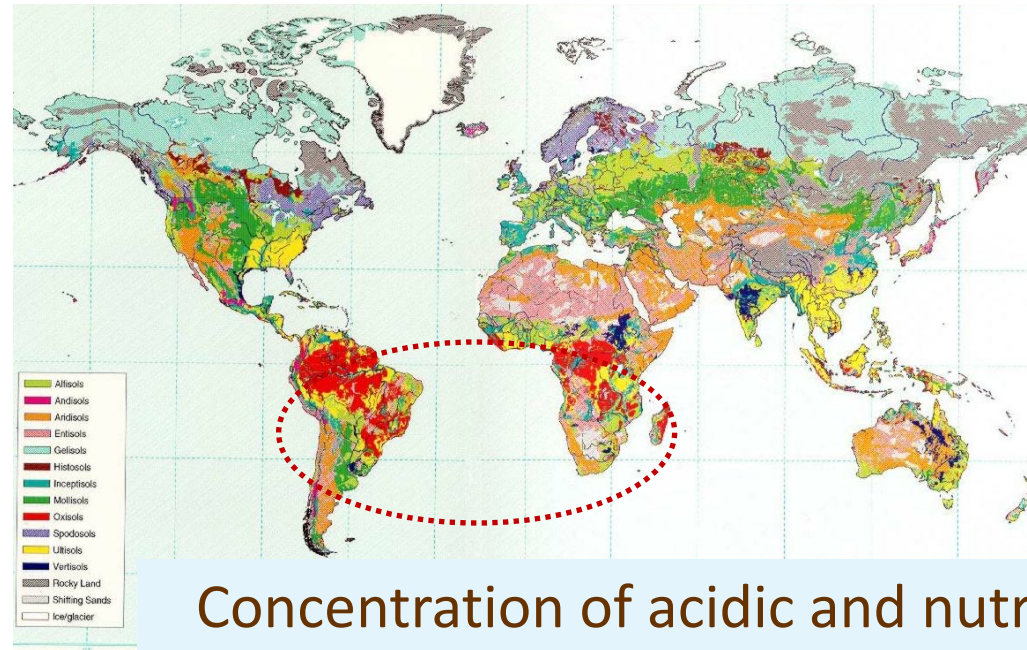 Alfisols
Andisols
Aridisols
Entisols
Gelisols
Histosols
Inceptisols
Mollisols
Oxisols
Spodosols
Ultisols
Vertisols
Rocky Land
Shifting Sands
Ice/glacier
Concentration of acidic and nutr